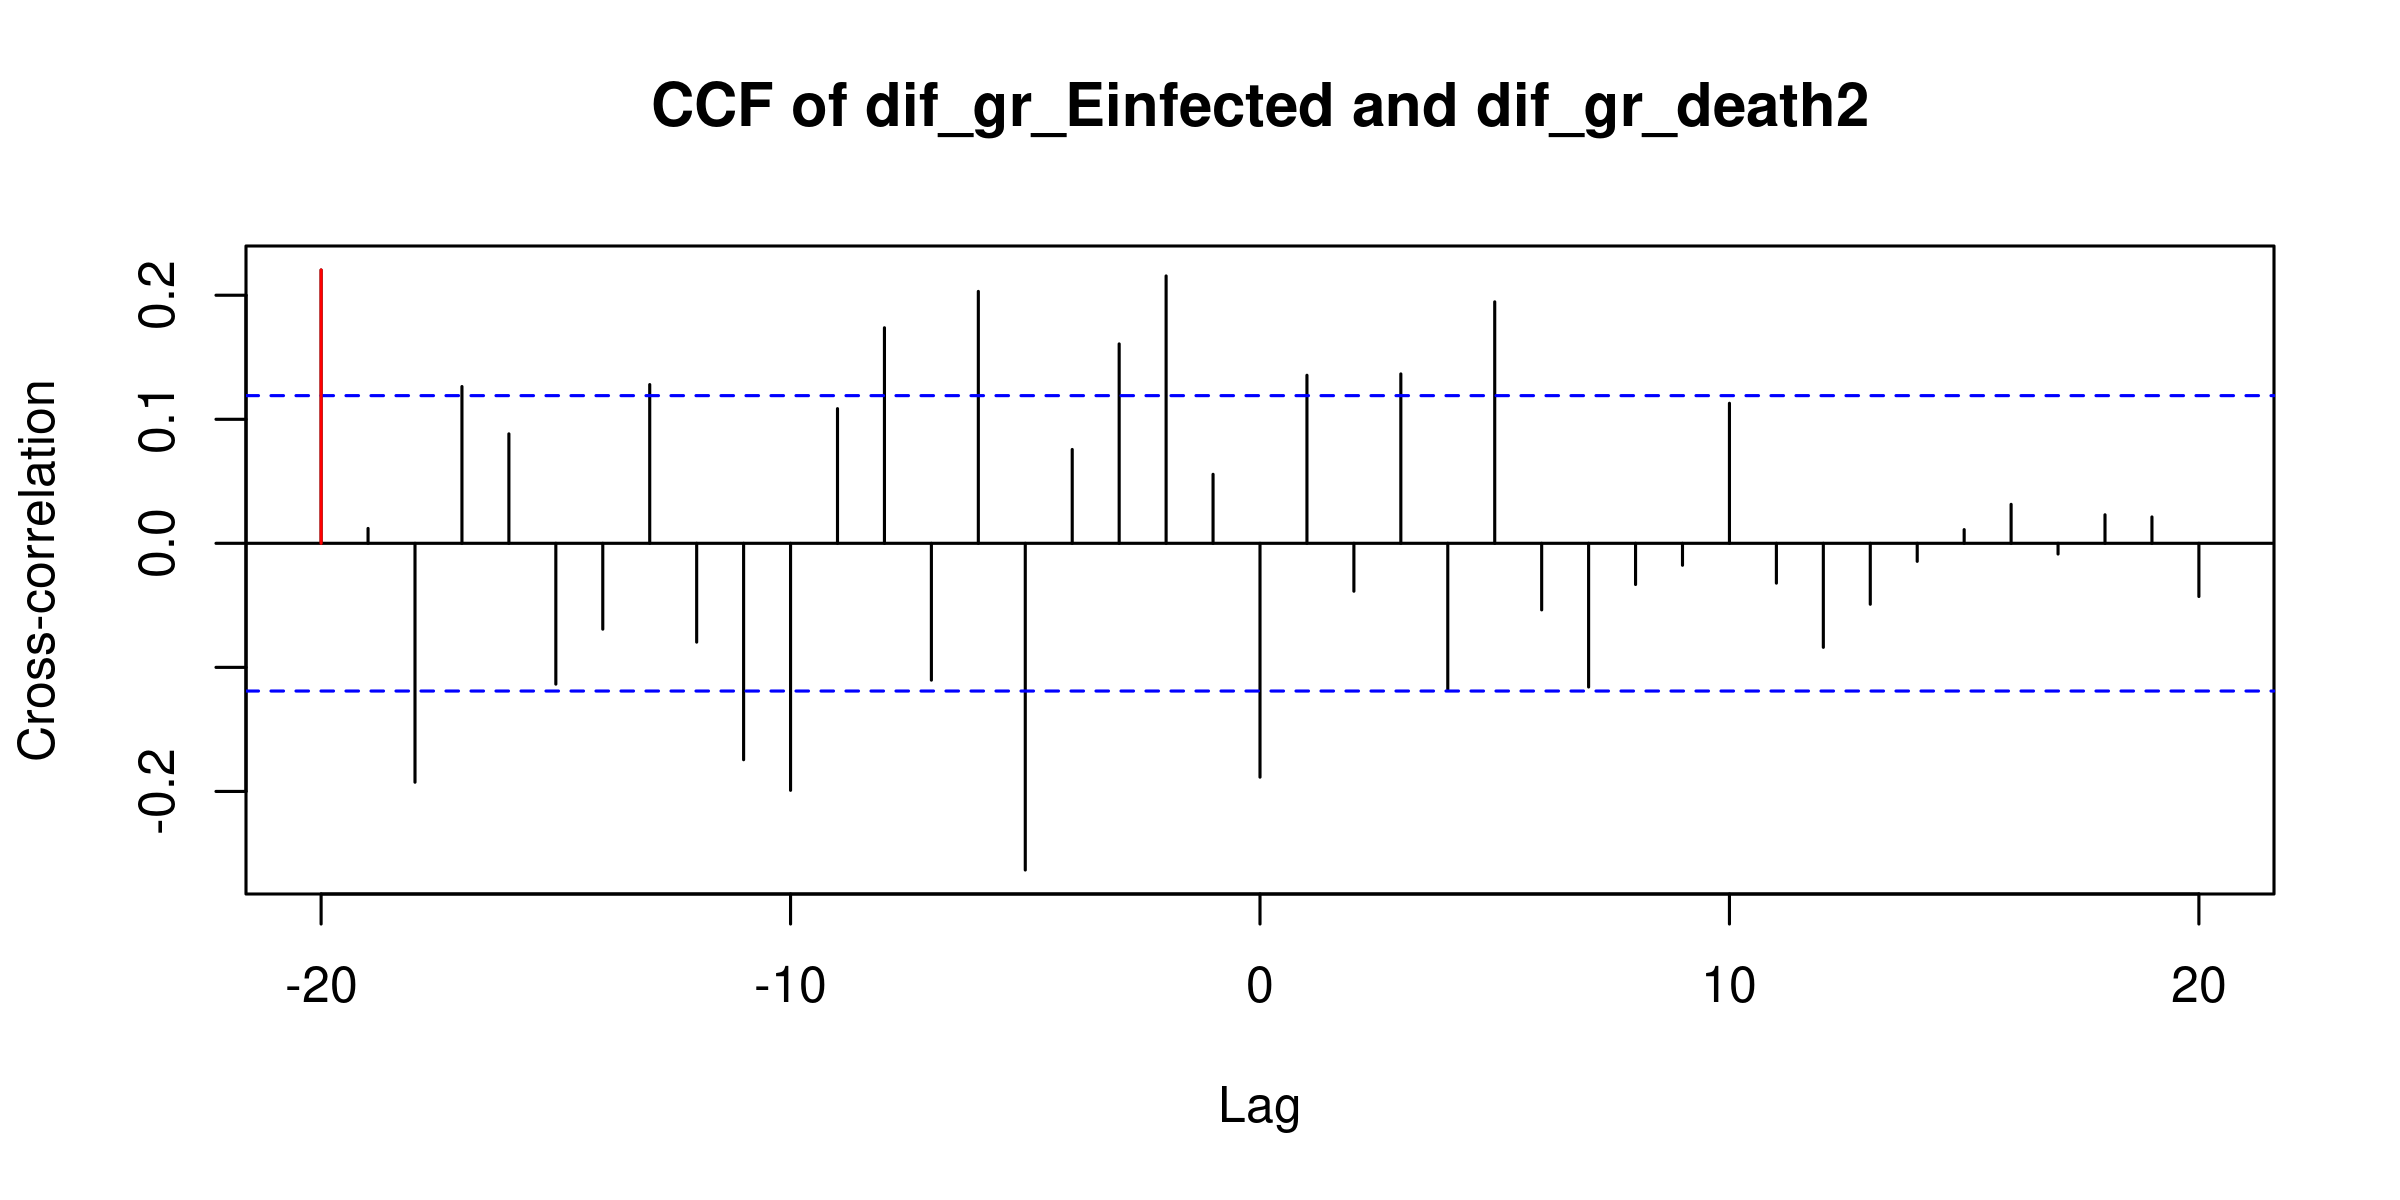 CCF of dif_gr_Einfected and dif_gr_death2
Cross-correlation
0.2
0.1
0.0
-0.2
-20 -10 0 10 20
Lag